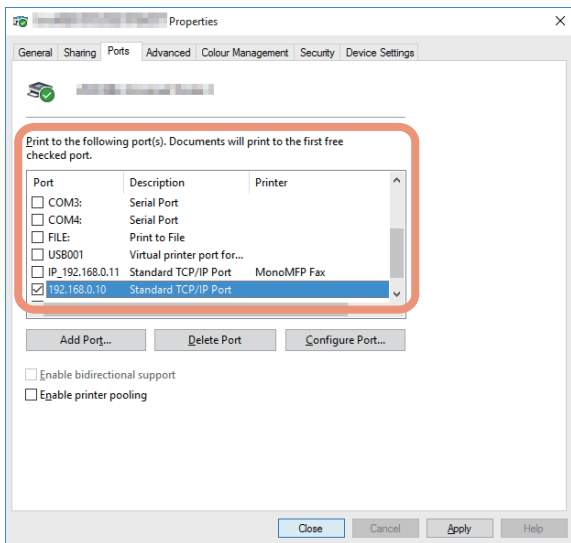 Properties
General Sharing Ports Advanced Colour Management Security Device Settings
Print to the following port(s). Documents will print to the first free
checked port.
Port Description Printer
COM3: Serial Port
COM4: Serial Port
FILE: Print to File
USB001 Virtual printer port for...
IP_192.168.0.11 Standard TCP/IP Port MonoMFP Fax
192.168.0.10 Standard TCP/IP Port
Add Port... Delete Port Configure Port...
Enable bidirectional support
Enable printer pooling
Close Cancel Apply Help